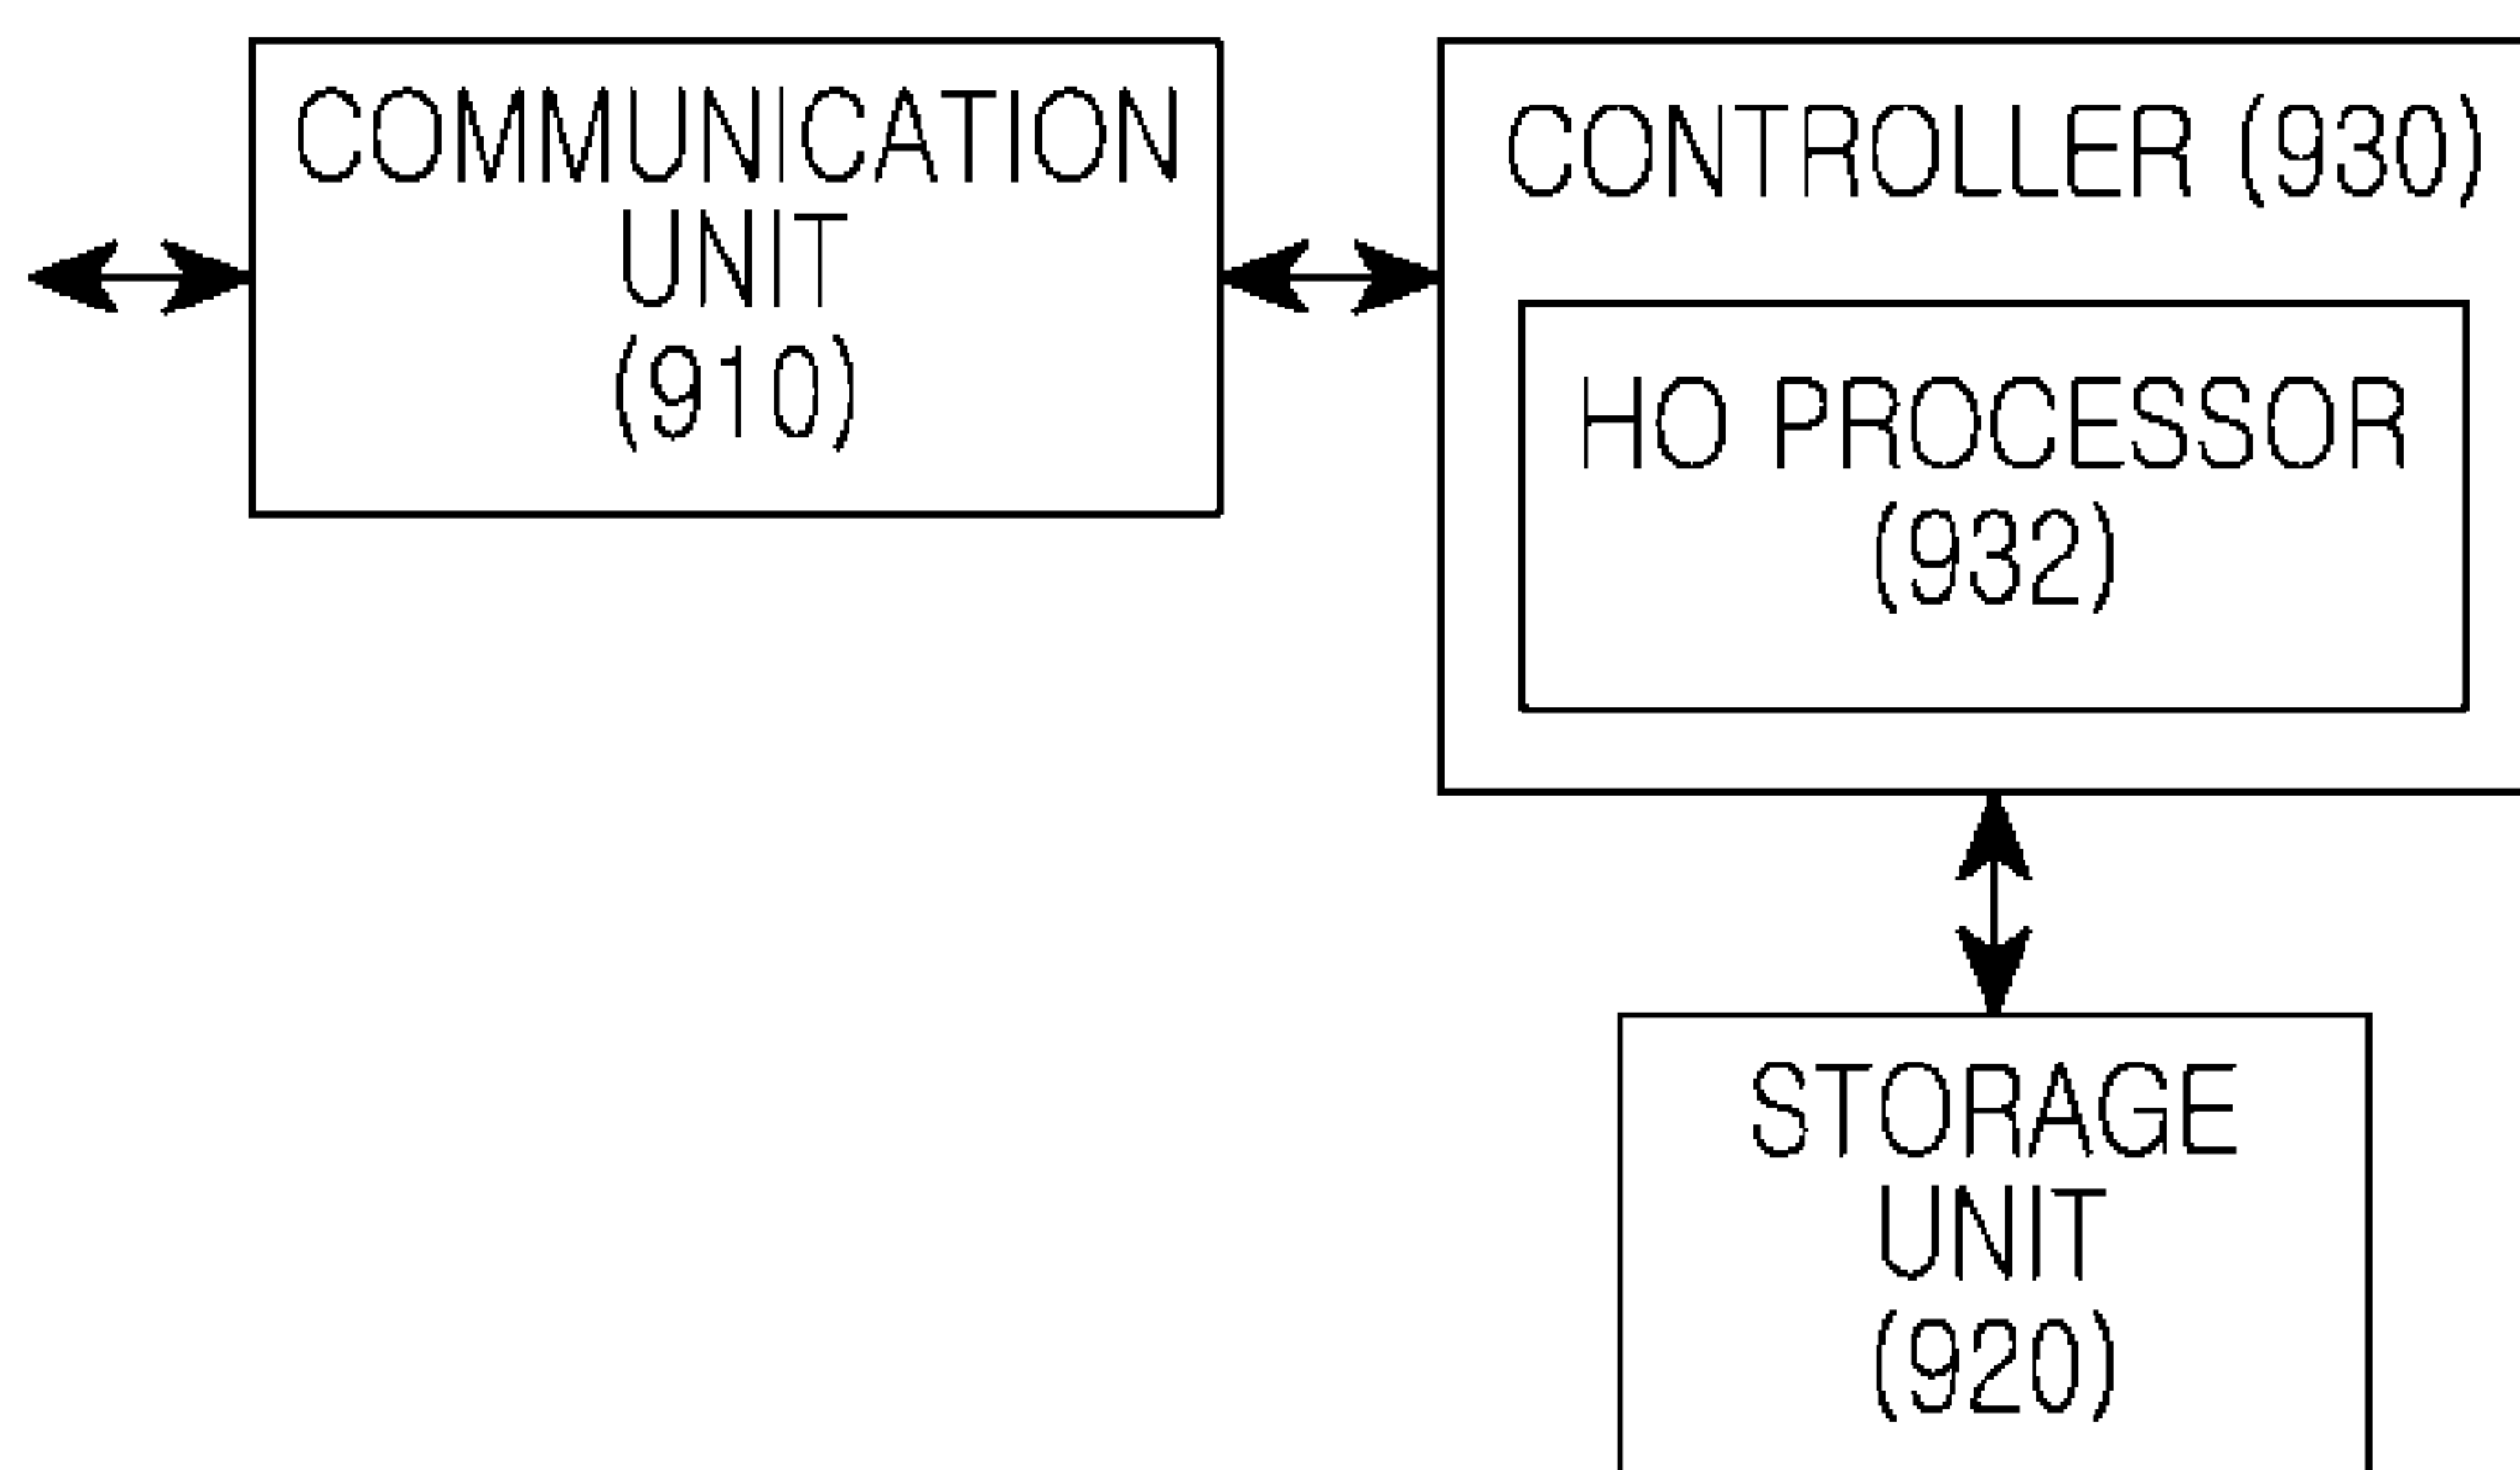 COMMUNICATION
UNIT
(910)
CONTROLLER (930)
HO PROCESSOR
(932)
STORAGE
UNIT
(920)